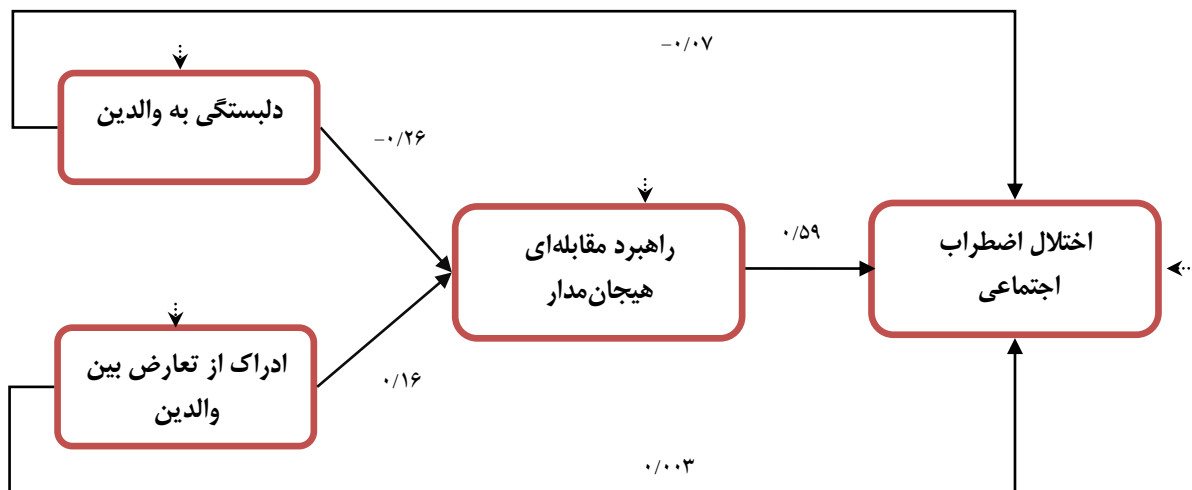 −۰/۰۷
دلبستگی به والدین
−۰/۲۶
راهبرد مقابله‌ای
هیجان‌مدار
۰/۵۹
اختلال اضطراب
اجتماعی
ادراک از تعارض بین
والدین
۰/۱۶
۰/۰۰۳